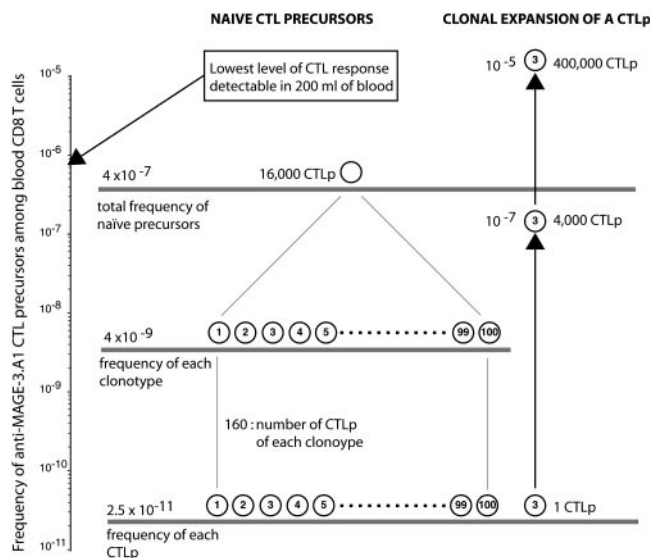 NAIVE CTL PRECURSORS
CLONAL EXPANSION OF A CTLp
Frequency of anti-MAGE-3.A1 CTL precursors among blood CD8 T cells
10⁻⁵
10⁻⁶
10⁻⁷
10⁻⁸
10⁻⁹
10⁻¹⁰
10⁻¹¹
Lowest level of CTL response
detectable in 200 ml of blood
10⁻⁵
3
400,000 CTLp
4 x 10⁻⁷
16,000 CTLp
total frequency of
naïve precursors
10⁻⁷
3
4,000 CTLp
4 x 10⁻⁹
1 2 3 4 5 99 100
frequency of each
clonotype
160 : number of CTLp
of each clonoype
2.5 x 10⁻¹¹
1 2 3 4 5 99 100
3
1 CTLp
frequency of each
CTLp